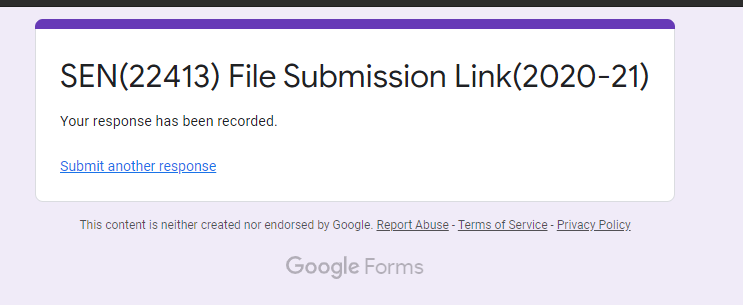 SEN(22413) File Submission Link(2020-21)
Your response has been recorded.
Submit another response
This content is neither created nor endorsed by Google. Report Abuse - Terms of Service - Privacy Policy
Google Forms